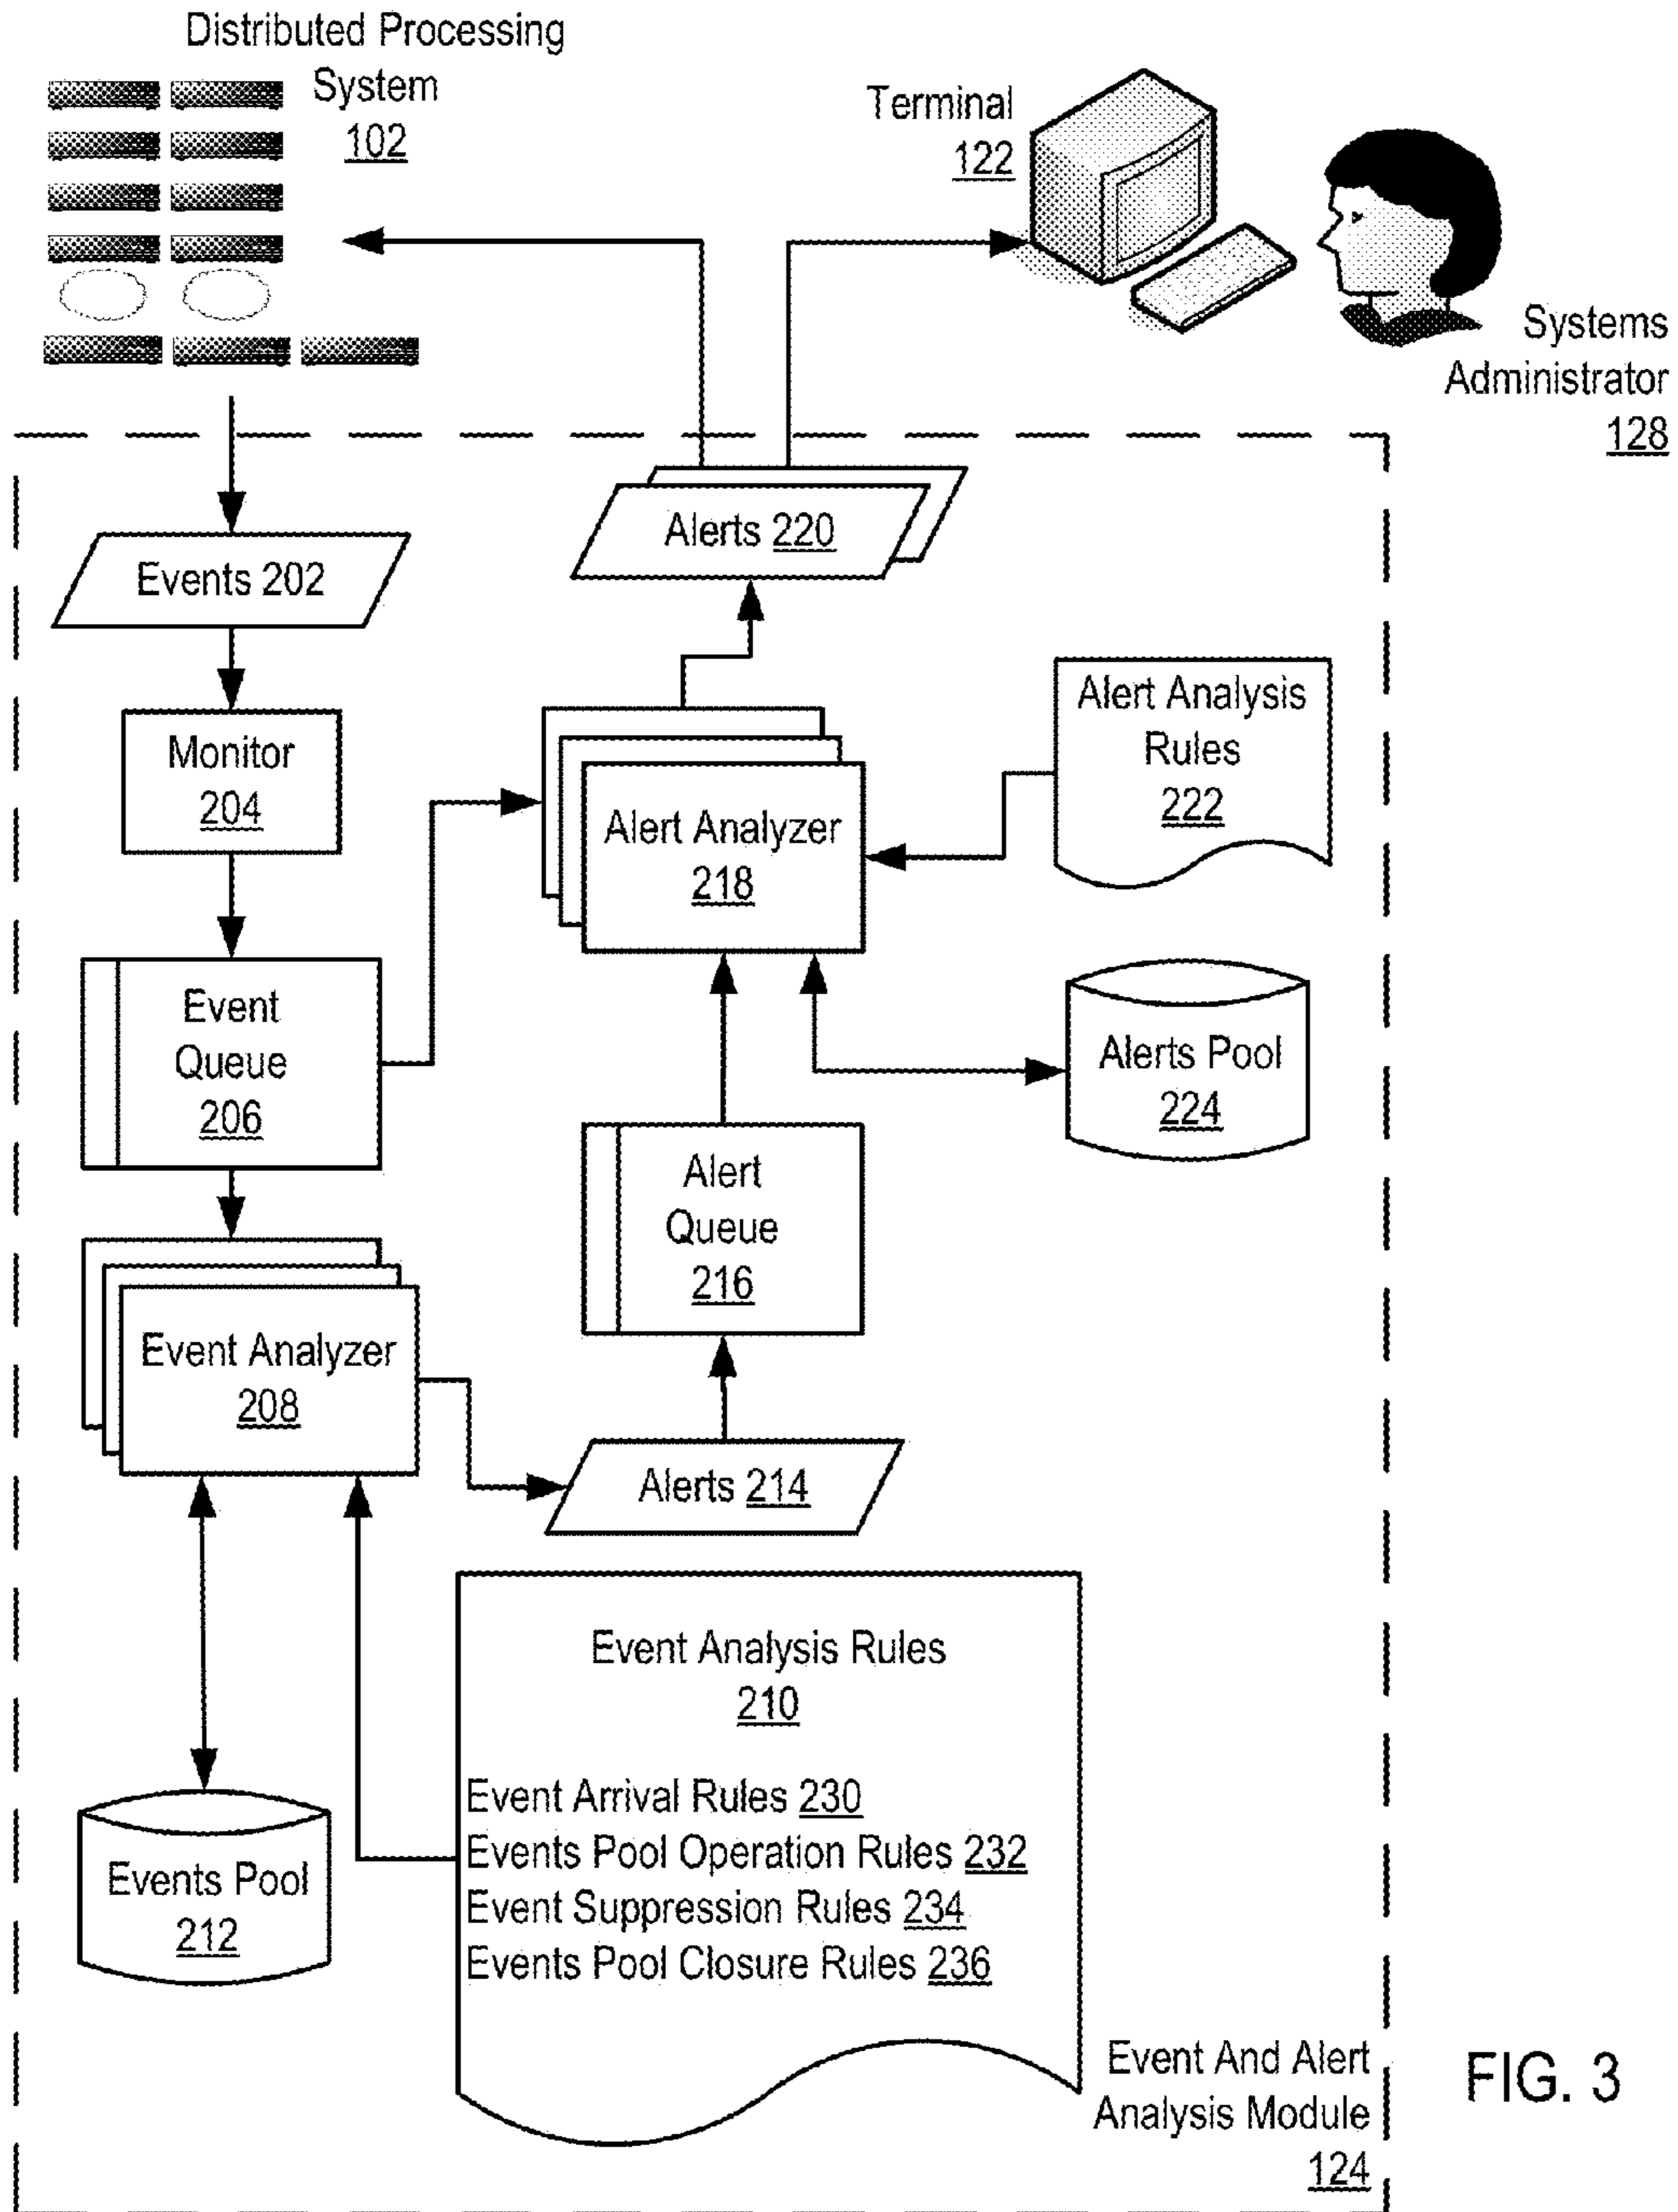 Distributed Processing
System
102
Terminal
122
Systems
Administrator
128
Events 202
Alerts 220
Monitor
204
Alert Analysis
Rules
222
Alert Analyzer
218
Event
Queue
206
Alerts Pool
224
Alert
Queue
216
Event Analyzer
208
Alerts 214
Event Analysis Rules
210
Event Arrival Rules 230
Events Pool Operation Rules 232
Event Suppression Rules 234
Events Pool Closure Rules 236
Events Pool
212
Event And Alert
Analysis Module
124
FIG. 3